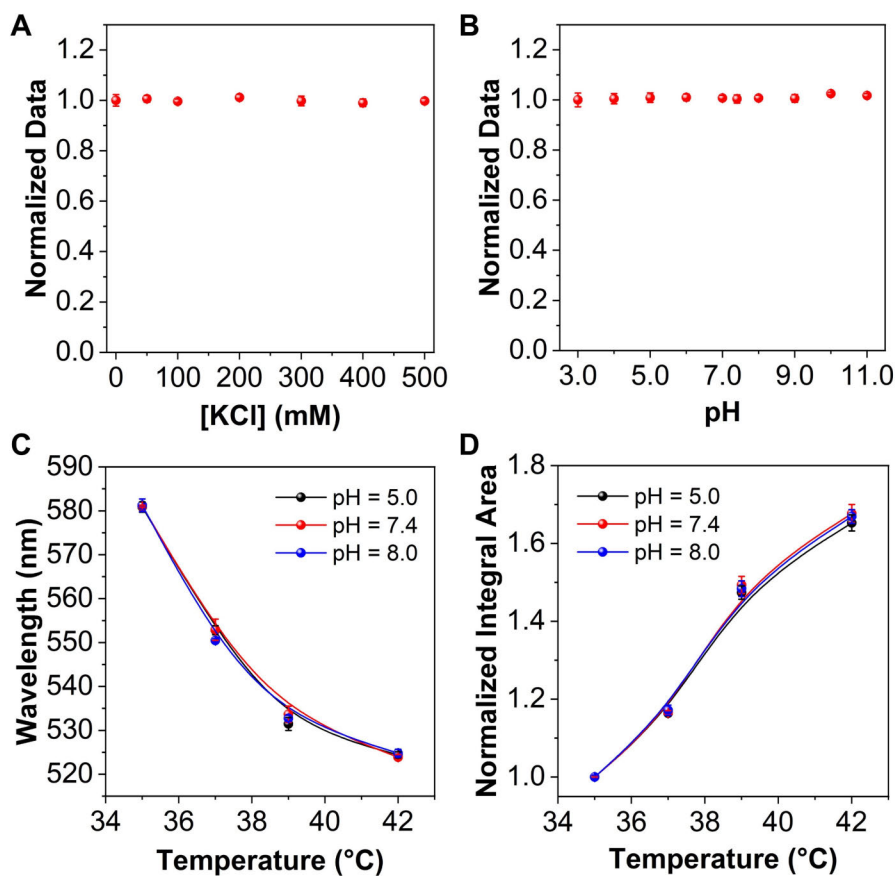 A
1.2
1.0
0.8
0.6
0.4
0.2
0.0
Normalized Data
0 100 200 300 400 500
[KCl] (mM)
B
1.2
1.0
0.8
0.6
0.4
0.2
0.0
Normalized Data
3.0 5.0 7.0 9.0 11.0
pH
C
590
580
570
560
550
540
530
520
Wavelength (nm)
pH = 5.0
pH = 7.4
pH = 8.0
34 36 38 40 42
Temperature (°C)
D
1.8
1.6
1.4
1.2
1.0
Normalized Integral Area
pH = 5.0
pH = 7.4
pH = 8.0
34 36 38 40 42
Temperature (°C)